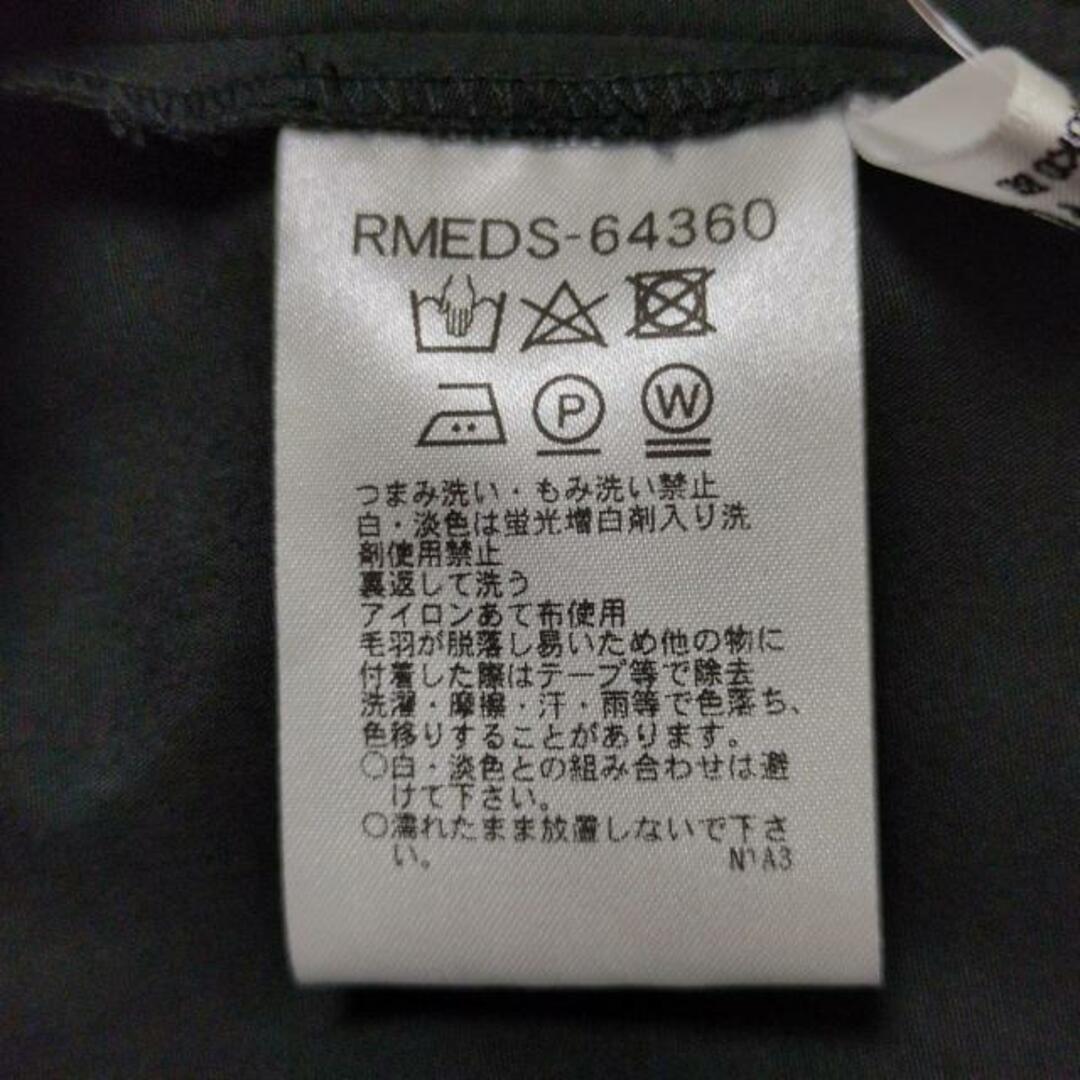 RMEDS-64360
P W
つまみ洗い・もみ洗い禁止
白・淡色は蛍光増白剤入り洗
剤使用禁止
裏返して洗う
アイロンあて布使用
毛羽が脱落し易いため他の物に
付着した際はテープ等で除去
洗濯・摩擦・汗・雨等で色落ち、
色移りすることがあります。
○白・淡色との組み合わせは避
けて下さい。
○濡れたまま放置しないで下さ
い。